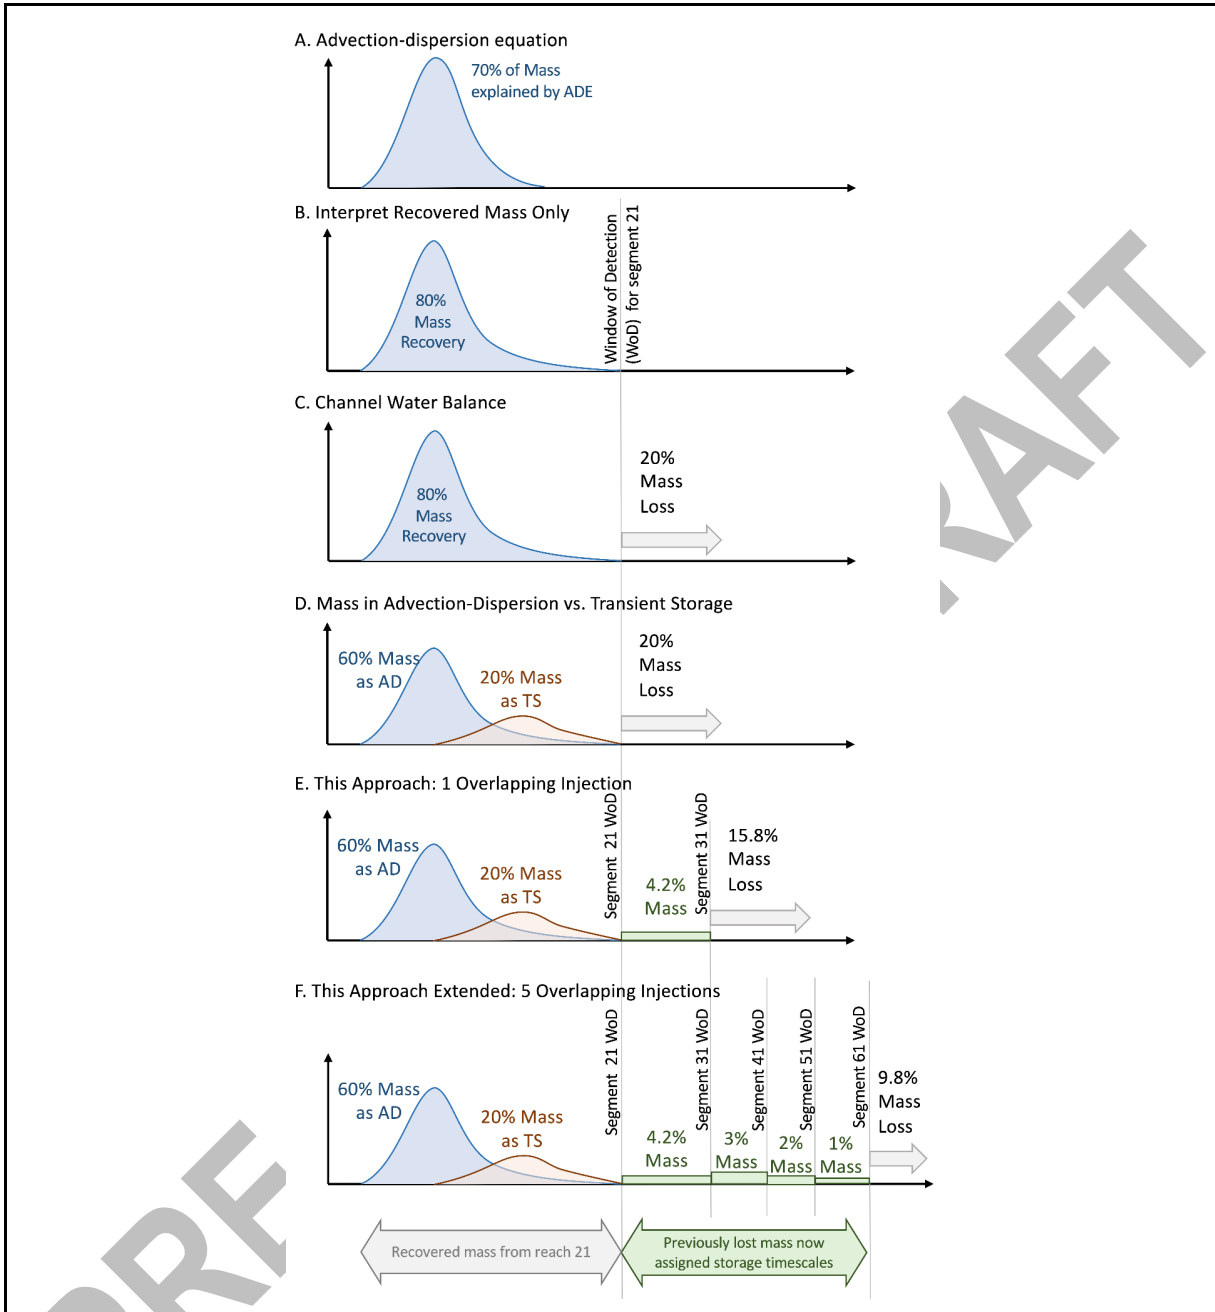 A. Advection-dispersion equation
70% of Mass
explained by ADE
B. Interpret Recovered Mass Only
80%
Mass
Recovery
Window of Detection
(WoD) for segment 21
C. Channel Water Balance
80%
Mass
Recovery
20%
Mass
Loss
D. Mass in Advection-Dispersion vs. Transient Storage
60% Mass
as AD
20% Mass
as TS
20%
Mass
Loss
E. This Approach: 1 Overlapping Injection
60% Mass
as AD
20% Mass
as TS
Segment 21 WoD
4.2%
Mass
Segment 31 WoD
15.8%
Mass
Loss
F. This Approach Extended: 5 Overlapping Injections
60% Mass
as AD
20% Mass
as TS
Segment 21 WoD
4.2%
Mass
Segment 31 WoD
3%
Mass
Segment 41 WoD
2%
Mass
Segment 51 WoD
1%
Mass
Segment 61 WoD
9.8%
Mass
Loss
Recovered mass from reach 21
Previously lost mass now
assigned storage timescales